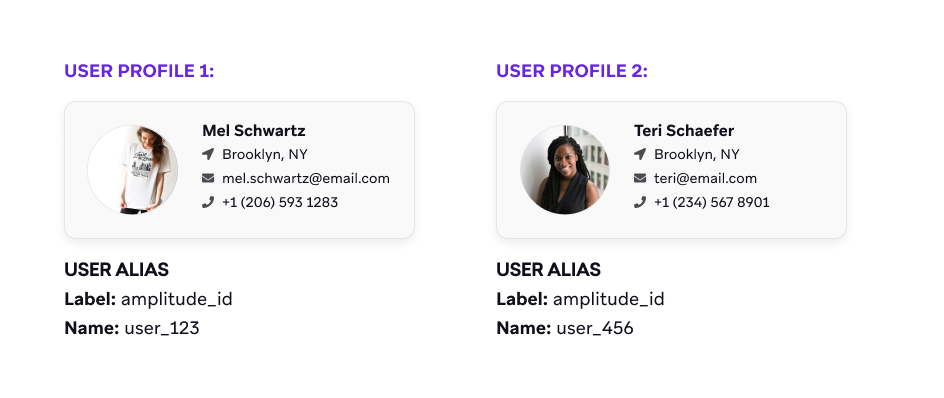 USER PROFILE 1:
Mel Schwartz
Brooklyn, NY
mel.schwartz@email.com
+1 (206) 593 1283
USER ALIAS
Label: amplitude_id
Name: user_123
USER PROFILE 2:
Teri Schaefer
Brooklyn, NY
teri@email.com
+1 (234) 567 8901
USER ALIAS
Label: amplitude_id
Name: user_456